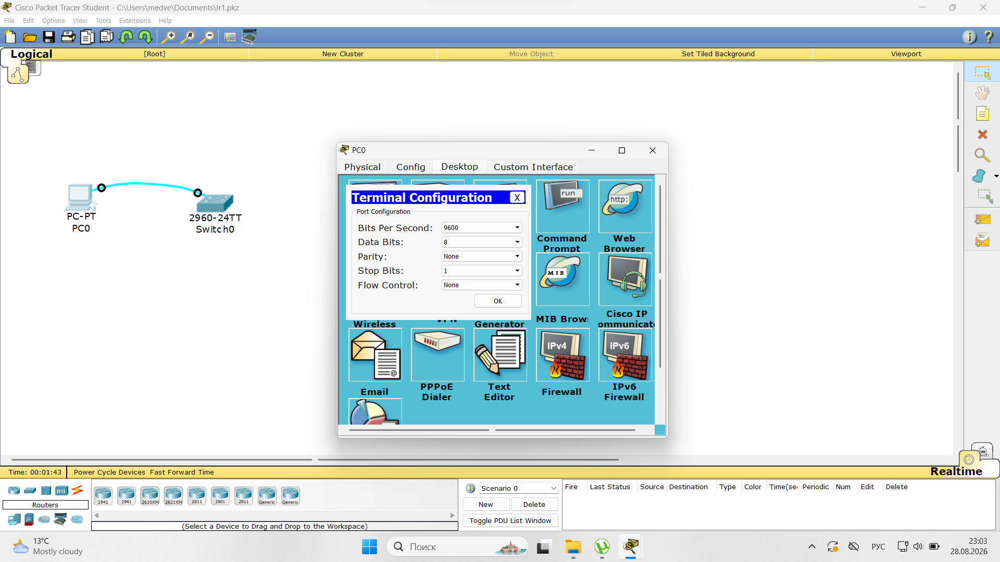 Cisco Packet Tracer Student - C:\Users\medve\Documents\lr1.pkz
File Edit Options View Tools Extensions Help
Logical [Root] New Cluster Move Object Set Tiled Background Viewport
PC-PT
PC0
2960-24TT
Switch0
PC0
Physical Config Desktop Custom Interface
Terminal Configuration X
Port Configuration
Bits Per Second: 9600
Data Bits: 8
Parity: None
Stop Bits: 1
Flow Control: None
OK
run
http:
Command Prompt
Web Browser
MIB
Wireless
VPN
Generator
MIB Brow
Cisco IP
ommunicat
IPv4
IPv6
@
Email
PPPoE Dialer
Text Editor
Firewall
IPv6 Firewall
Time: 00:01:43 Power Cycle Devices Fast Forward Time
Realtime
Routers
1841 1941 2620XM 2621XM 2811 2901 2911 Generic Generic
(Select a Device to Drag and Drop to the Workspace)
Scenario 0
New Delete
Toggle PDU List Window
Fire Last Status Source Destination Type Color Time(sec Periodic Num Edit Delete
13°C
Mostly cloudy
Поиск
РУС
23:03
28.08.2026